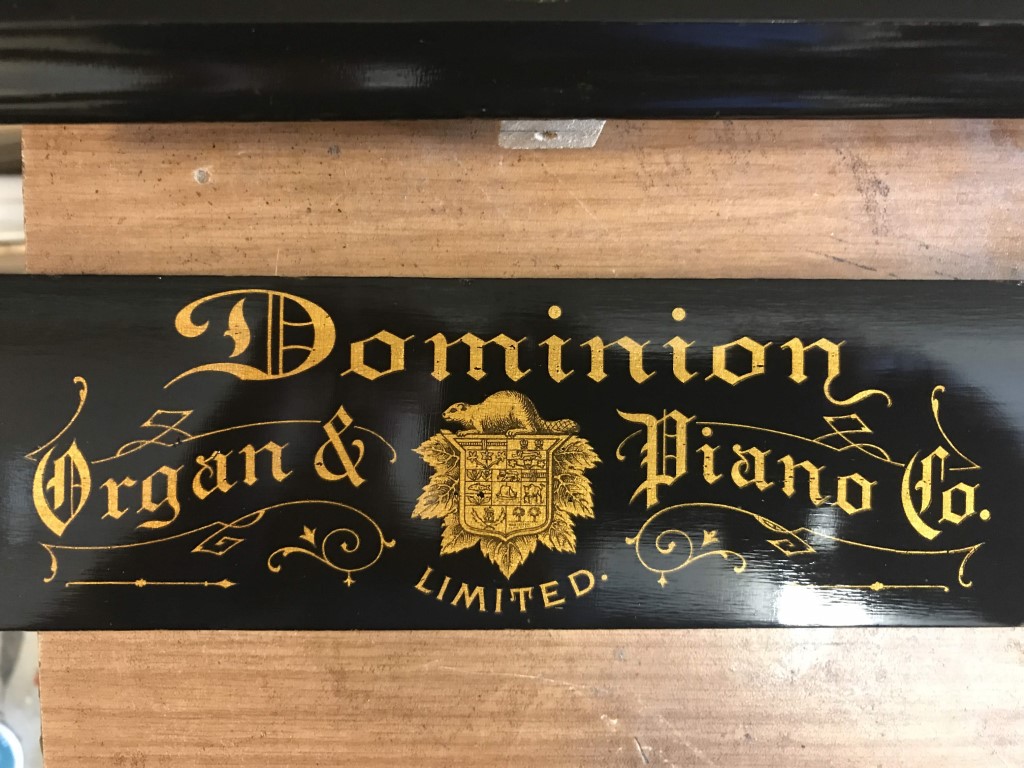 Dominion
Organ & Piano Co.
LIMITED.